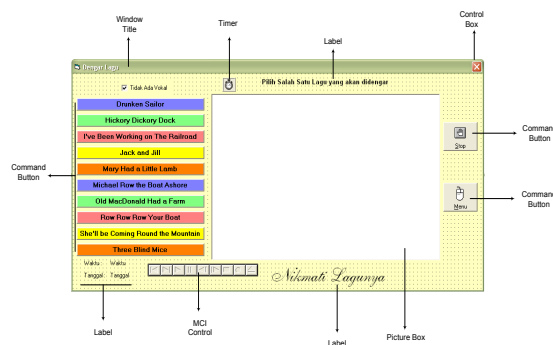 Window
Title
Timer
Label
Control
Box
Dengar Lagu
Tidak Ada Vokal
Pilih Salah Satu Lagu yang akan didengar
Drunken Sailor
Hickory Dickory Dock
I've Been Working on The Railroad
Jack and Jill
Mary Had a Little Lamb
Michael Row the Boat Ashore
Old MacDonald Had a Farm
Row Row Row Your Boat
She'll be Coming Round the Mountain
Three Blind Mice
Command
Button
Stop
Menu
Comman
Button
Command
Button
Waktu : Waktu
Tanggal : Tanggal
Nikmati Lagunya
Label
MCI
Control
Label
Picture Box